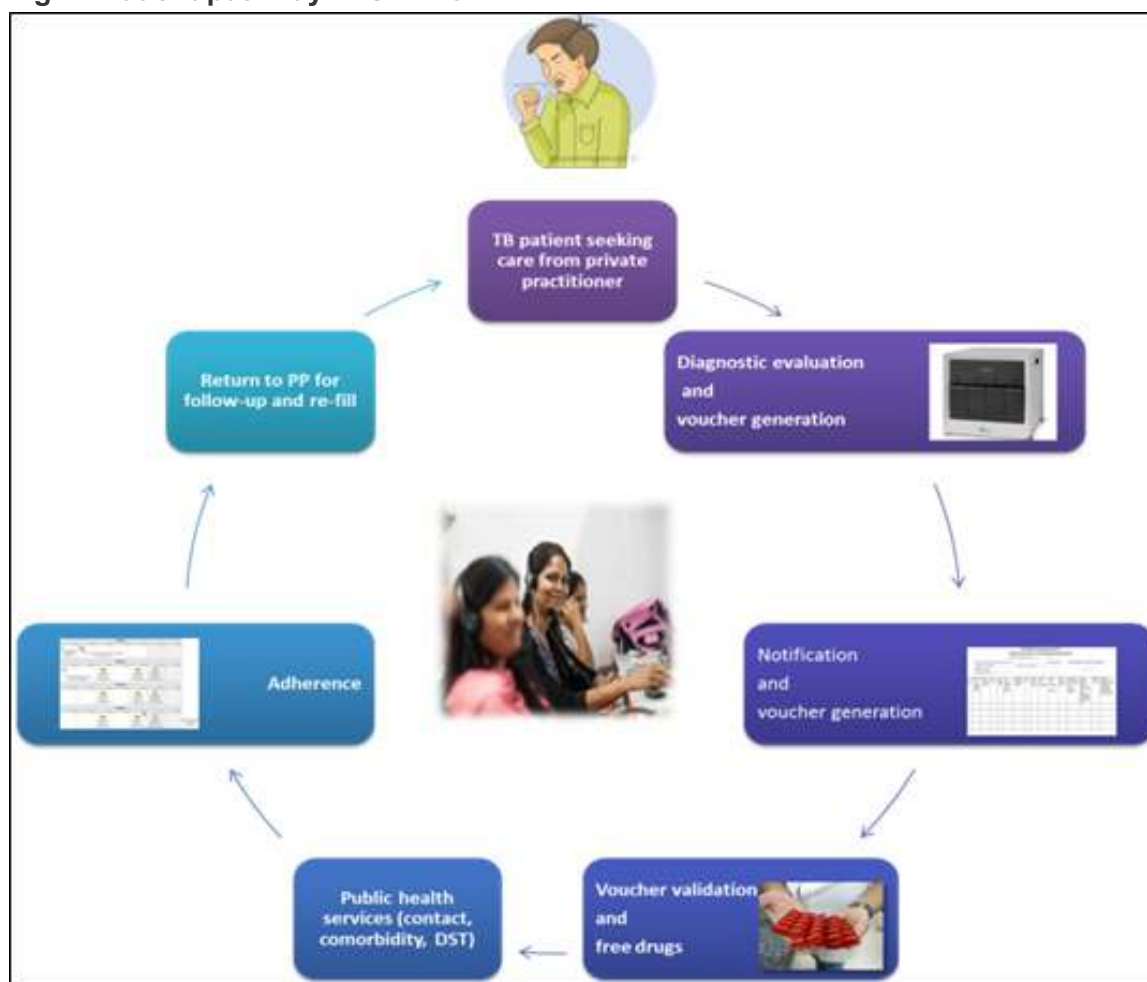 TB patient seeking
care from private
practitioner
Diagnostic evaluation
and
voucher generation
Notification
and
voucher generation
Voucher validation
and
free drugs
Public health
services (contact,
comorbidity, DST)
Adherence
Return to PP for
follow-up and re-fill